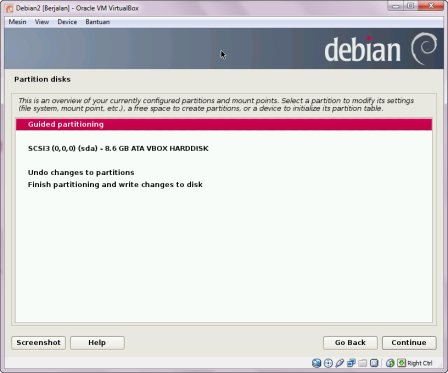 Debian2 [Berjalan] - Oracle VM VirtualBox
Mesin View Device Bantuan
debian
Partition disks
This is an overview of your currently configured partitions and mount points. Select a partition to modify its settings
(file system, mount point, etc.), a free space to create partitions, or a device to initialize its partition table.
Guided partitioning
SCSI3 (0,0,0) (sda) - 8.6 GB ATA VBOX HARDDISK
Undo changes to partitions
Finish partitioning and write changes to disk
Screenshot Help Go Back Continue
Right Ctrl